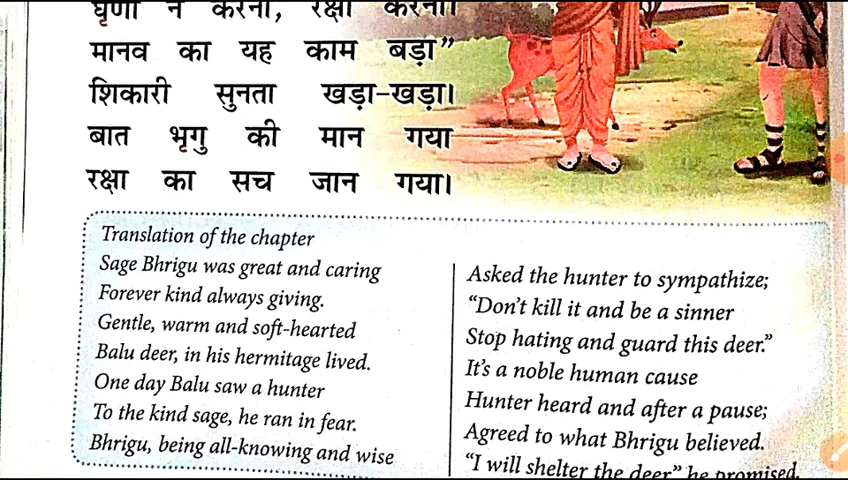 घृणा न करना, रक्षा करना।
मानव का यह काम बड़ा”
शिकारी सुनता खड़ा-खड़ा।
बात भृगु की मान गया
रक्षा का सच जान गया।
Translation of the chapter
Sage Bhrigu was great and caring
Forever kind always giving.
Gentle, warm and soft-hearted
Balu deer, in his hermitage lived.
One day Balu saw a hunter
To the kind sage, he ran in fear.
Bhrigu, being all-knowing and wise
Asked the hunter to sympathize;
“Don’t kill it and be a sinner
Stop hating and guard this deer.”
It’s a noble human cause
Hunter heard and after a pause;
Agreed to what Bhrigu believed.
“I will shelter the deer” he promised.